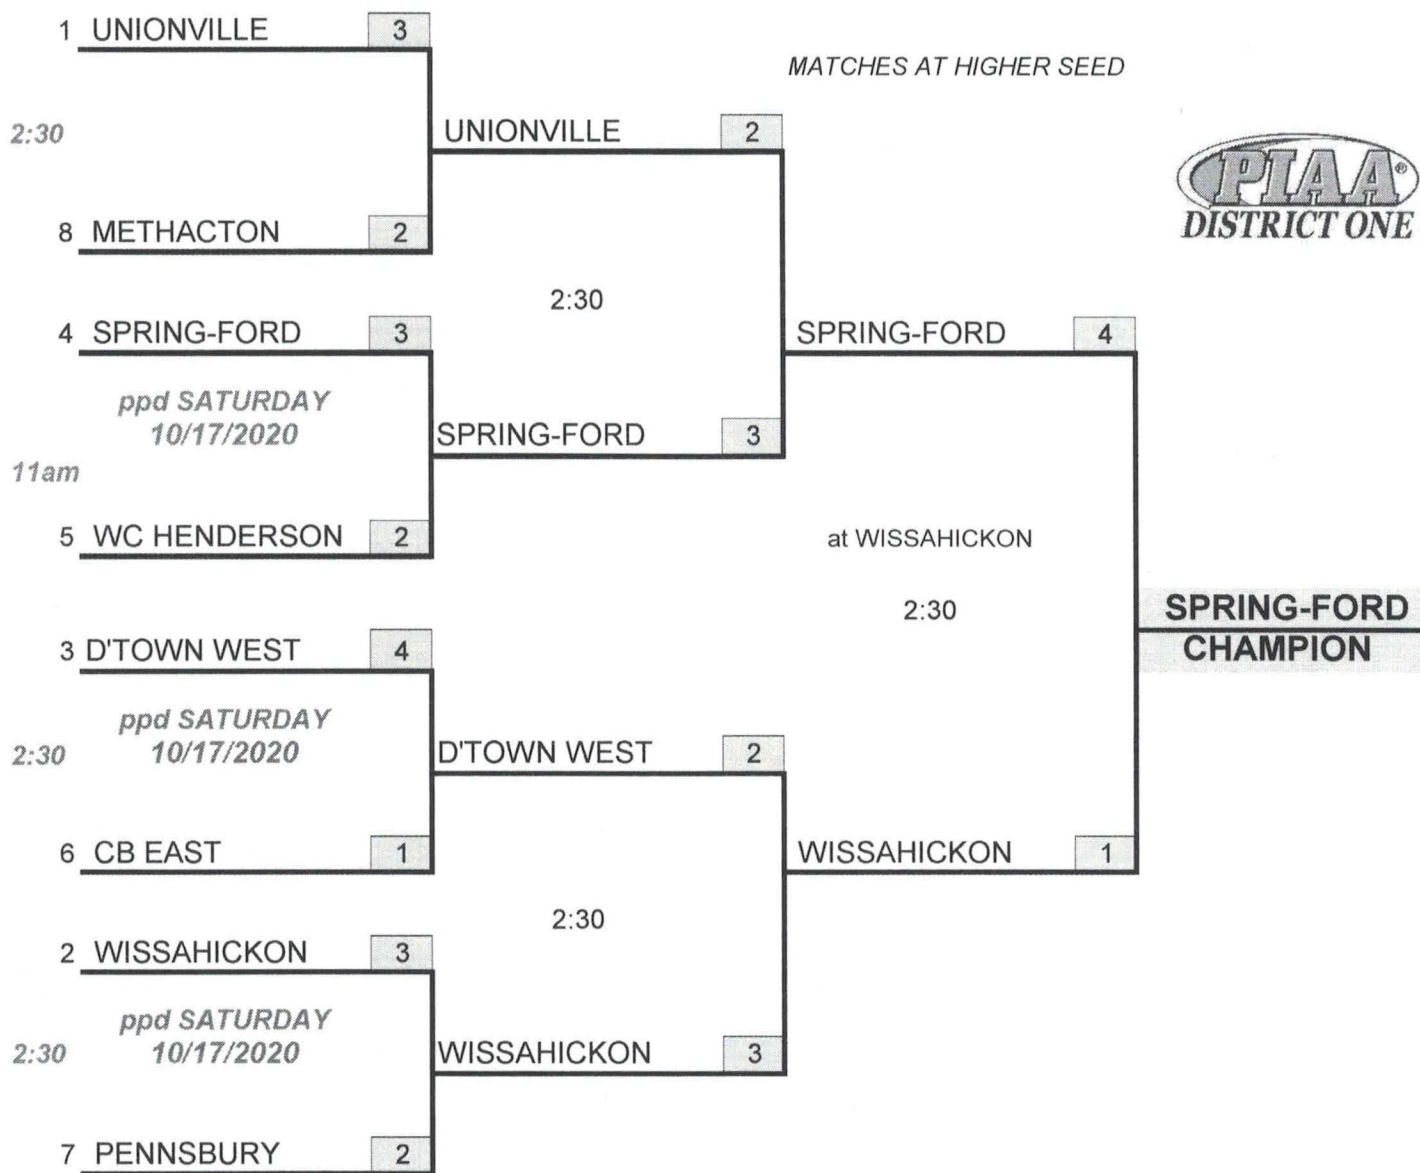 1 UNIONVILLE 3
MATCHES AT HIGHER SEED
2:30
UNIONVILLE 2
PIAA®
DISTRICT ONE
8 METHACTON 2
2:30
4 SPRING-FORD 3
SPRING-FORD 4
ppd SATURDAY
10/17/2020
SPRING-FORD 3
11am
5 WC HENDERSON 2
at WISSAHICKON
2:30
SPRING-FORD
CHAMPION
3 D'TOWN WEST 4
ppd SATURDAY
10/17/2020
2:30
D'TOWN WEST 2
6 CB EAST 1
WISSAHICKON 1
2:30
2 WISSAHICKON 3
ppd SATURDAY
10/17/2020
2:30
WISSAHICKON 3
7 PENNSBURY 2